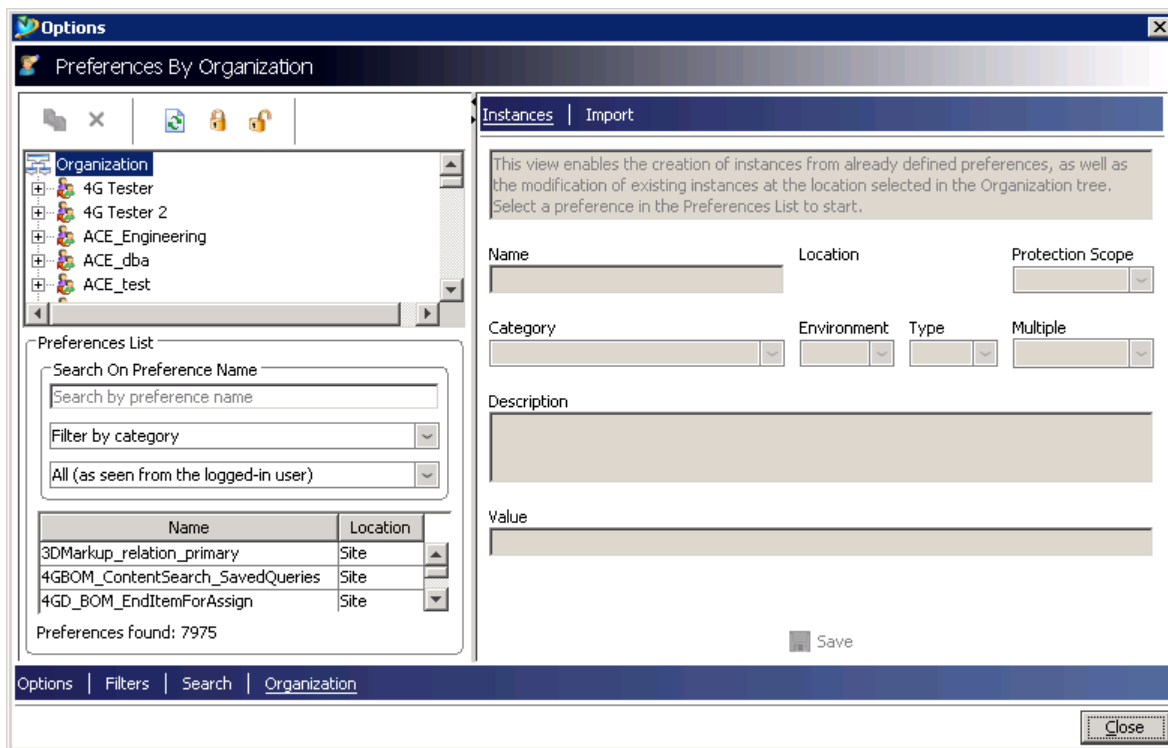 Options
Preferences By Organization
Organization
4G Tester
4G Tester 2
ACE_Engineering
ACE_dba
ACE_test
Preferences List
Search On Preference Name
Search by preference name
Filter by category
All (as seen from the logged-in user)
Name Location
3DMarkup_relation_primary Site
4GBOM_ContentSearch_SavedQueries Site
4GD_BOM_EndItemForAssign Site
Preferences found: 7975
Instances Import
This view enables the creation of instances from already defined preferences, as well as
the modification of existing instances at the location selected in the Organization tree.
Select a preference in the Preferences List to start.
Name Location Protection Scope
Category Environment Type Multiple
Description
Value
Save
Options Filters Search Organization
Close